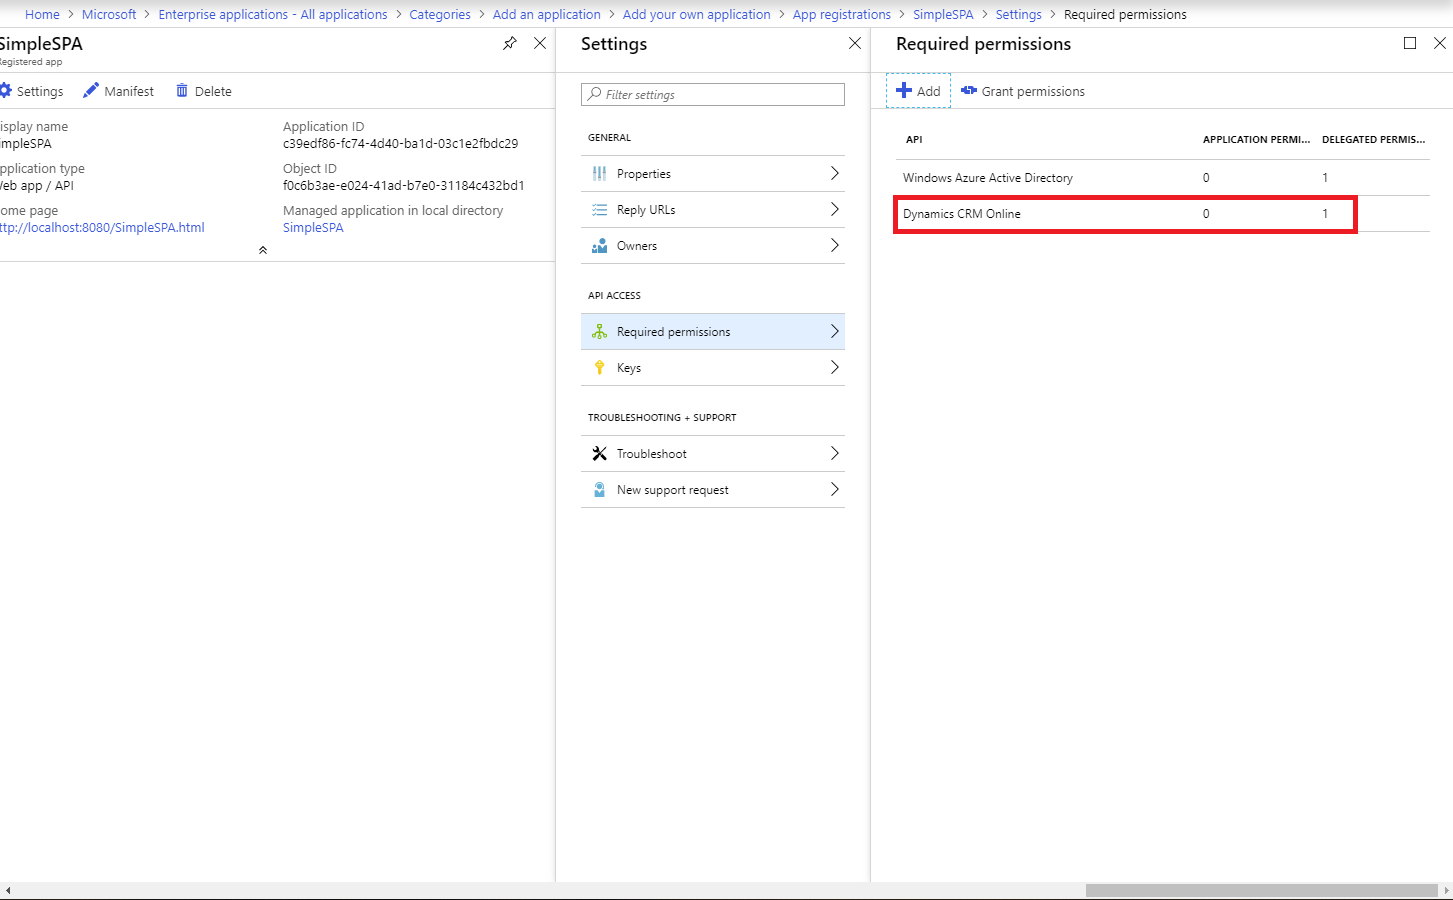 Home > Microsoft > Enterprise applications - All applications > Categories > Add an application > Add your own application > App registrations > SimpleSPA > Settings > Required permissions
SimpleSPA
Registered app
Settings Manifest Delete
isplay name
impleSPA
Application ID
c39edf86-fc74-4d40-ba1d-03c1e2fbdc29
pplication type
Veb app / API
Object ID
f0c6b3ae-e024-41ad-b7e0-31184c432bd1
ome page
ttp://localhost:8080/SimpleSPA.html
Managed application in local directory
SimpleSPA
Settings
Filter settings
GENERAL
Properties
Reply URLs
Owners
API ACCESS
Required permissions
Keys
TROUBLESHOOTING + SUPPORT
Troubleshoot
New support request
Required permissions
Add Grant permissions
API APPLICATION PERMI... DELEGATED PERMIS...
Windows Azure Active Directory 0 1
Dynamics CRM Online 0 1